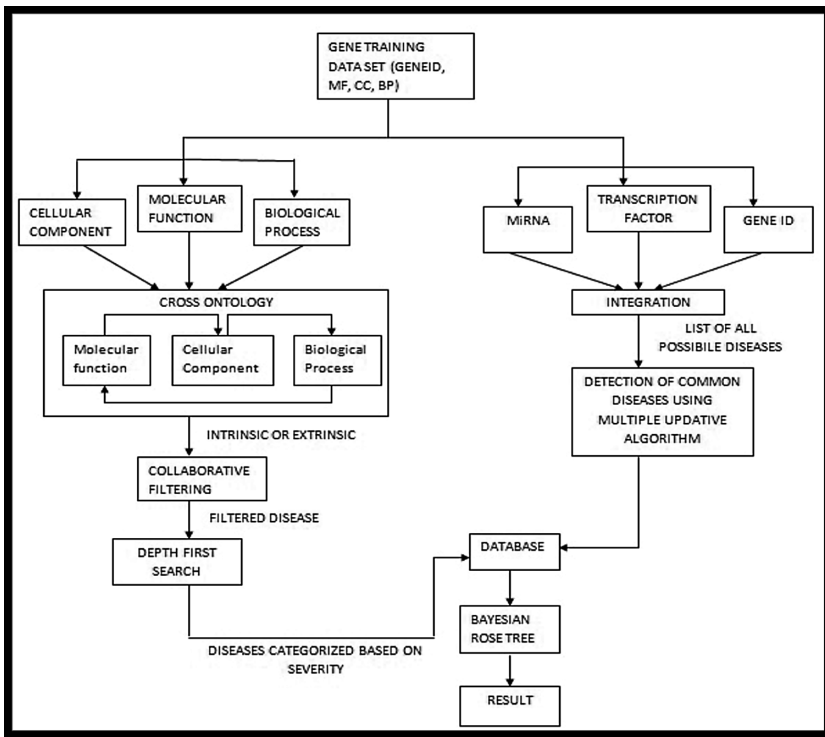 GENE TRAINING
DATA SET (GENEID,
MF, CC, BP)
CELLULAR
COMPONENT
MOLECULAR
FUNCTION
BIOLOGICAL
PROCESS
MiRNA
TRANSCRIPTION
FACTOR
GENE ID
CROSS ONTOLOGY
Molecular
function
Cellular
Component
Biological
Process
INTEGRATION
LIST OF ALL
POSSIBILE DISEASES
DETECTION OF COMMON
DISEASES USING
MULTIPLE UPDATIVE
ALGORITHM
INTRINSIC OR EXTRINSIC
COLLABORATIVE
FILTERING
FILTERED DISEASE
DEPTH FIRST
SEARCH
DISEASES CATEGORIZED BASED ON
SEVERITY
DATABASE
BAYESIAN
ROSE TREE
RESULT